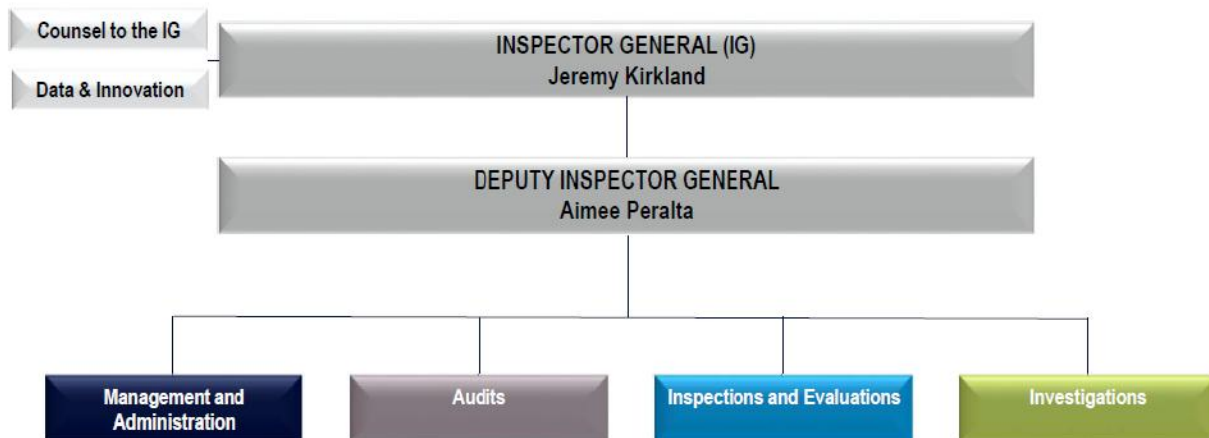 Counsel to the IG
Data & Innovation
INSPECTOR GENERAL (IG)
Jeremy Kirkland
DEPUTY INSPECTOR GENERAL
Aimee Peralta
Management and
Administration
Audits
Inspections and Evaluations
Investigations